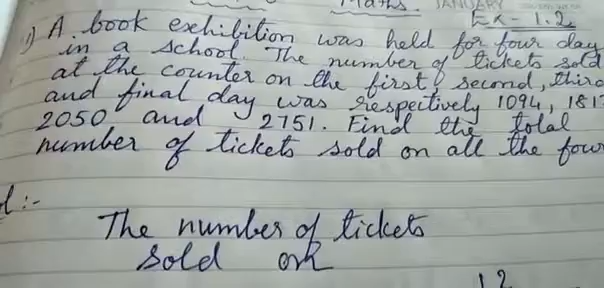 Maths. JANUARY
Ex - 1.2
1) A book exhibition was held for four day
in a school. The number of tickets sold
at the counter on the first, second, third
and final day was respectively 1094, 181
2050 and 2751. Find the total
number of tickets sold on all the four
:-
The number of tickets
sold on
12